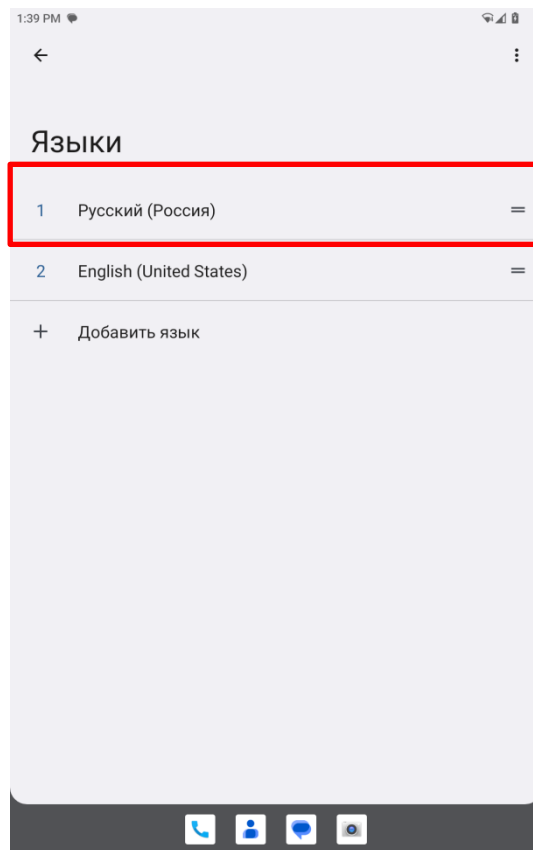 1:39 PM
Языки
1 Русский (Россия)
2 English (United States)
+ Добавить язык